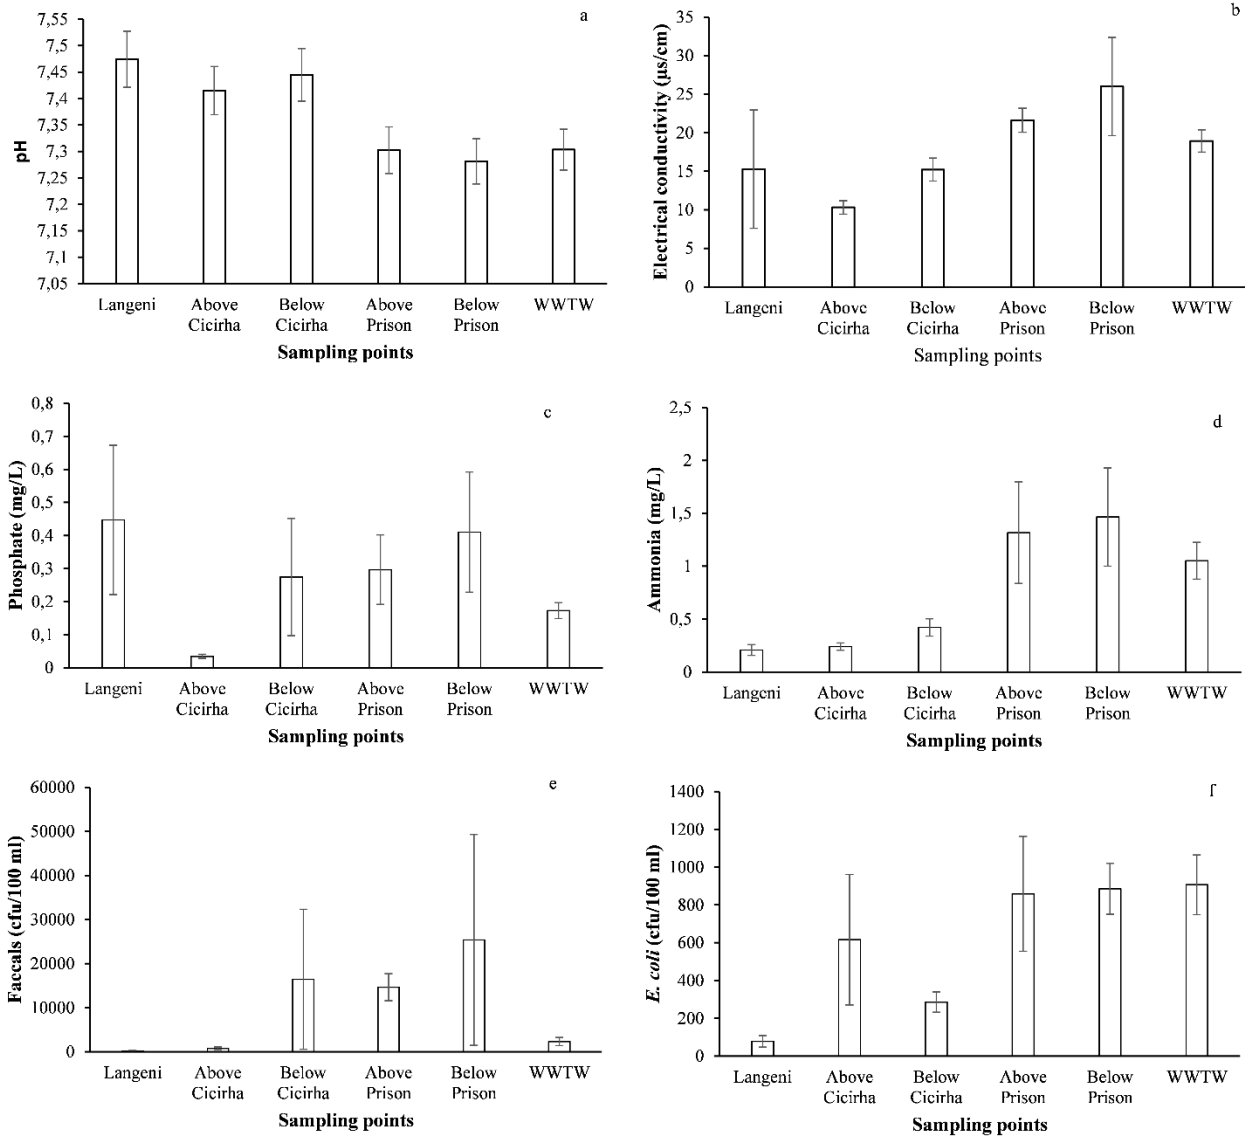 a
7,55
7,5
7,45
7,4
7,35
7,3
7,25
7,2
7,15
7,1
7,05
pH
Langeni Above Below Above Below WWTW
Cicirha Cicirha Prison Prison
Sampling points
b
35
30
25
20
15
10
5
0
Electrical conductivity (µs/cm)
Langeni Above Below Above Below WWTW
Cicirha Cicirha Prison Prison
Sampling points
c
0,8
0,7
0,6
0,5
0,4
0,3
0,2
0,1
0
Phosphate (mg/L)
Langeni Above Below Above Below WWTW
Cicirha Cicirha Prison Prison
Sampling points
d
2,5
2
1,5
1
0,5
0
Ammonia (mg/L)
Langeni Above Below Above Below WWTW
Cicirha Cicirha Prison Prison
Sampling points
e
60000
50000
40000
30000
20000
10000
0
Faccals (cfu/100 ml)
Langeni Above Below Above Below WWTW
Cicirha Cicirha Prison Prison
Sampling points
f
1400
1200
1000
800
600
400
200
0
E. coli (cfu/100 ml)
Langeni Above Below Above Below WWTW
Cicirha Cicirha Prison Prison
Sampling points